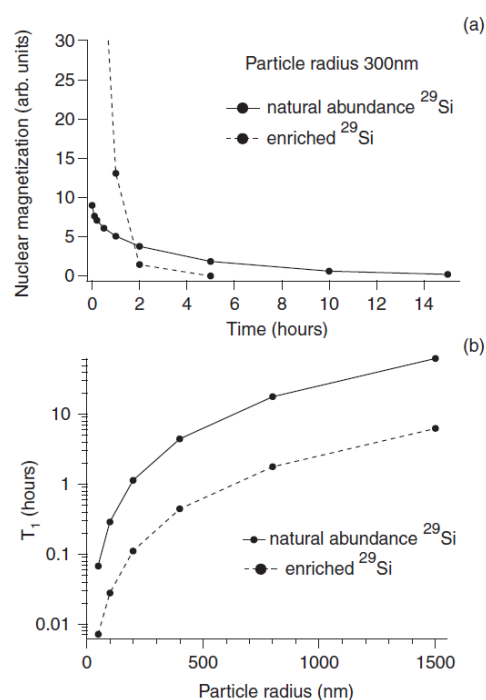 (a)
Nuclear magnetization (arb. units)
30
25
20
15
10
5
0
Particle radius 300nm
natural abundance ²⁹Si
enriched ²⁹Si
0 2 4 6 8 10 12 14
Time (hours)
(b)
T₁ (hours)
10
1
0.1
0.01
natural abundance ²⁹Si
enriched ²⁹Si
0 500 1000 1500
Particle radius (nm)